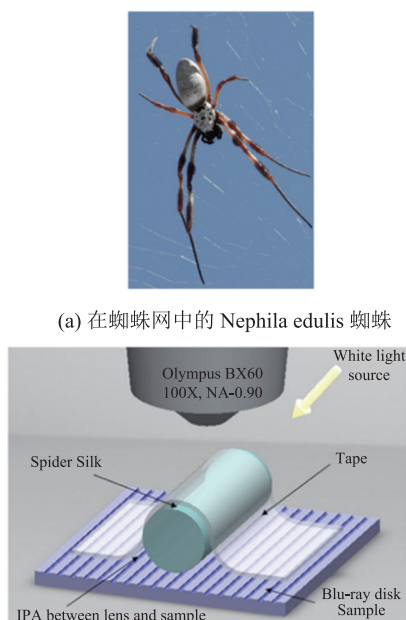 (a) 在蜘蛛网中的 Nephila edulis 蜘蛛
White light
source
Olympus BX60
100X, NA-0.90
Spider Silk
Tape
Blu-ray disk
Sample
IPA between lens and sample